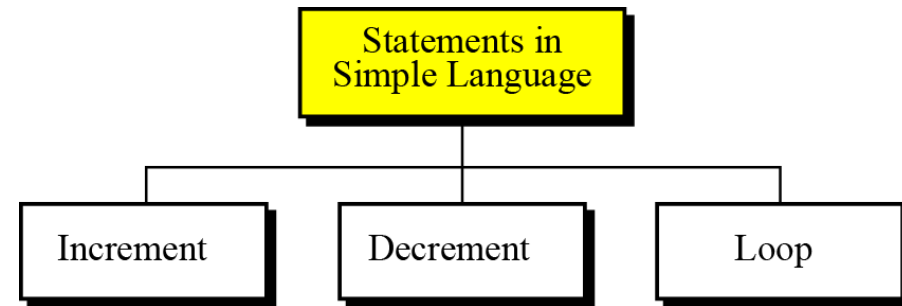 Statements in
Simple Language
Increment
Decrement
Loop